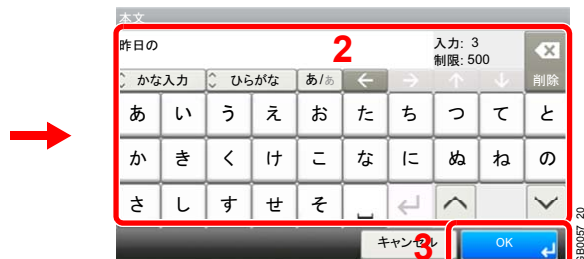 本文
昨日の
2
入力: 3
制限: 500
かな入力 ひらがな あ/あ ← → ↑ ↓ 削除
あ い う え お た ち つ て と
か き く け こ な に ぬ ね の
さ し す せ そ ␣
キャンセル
3
OK
GB0057_20